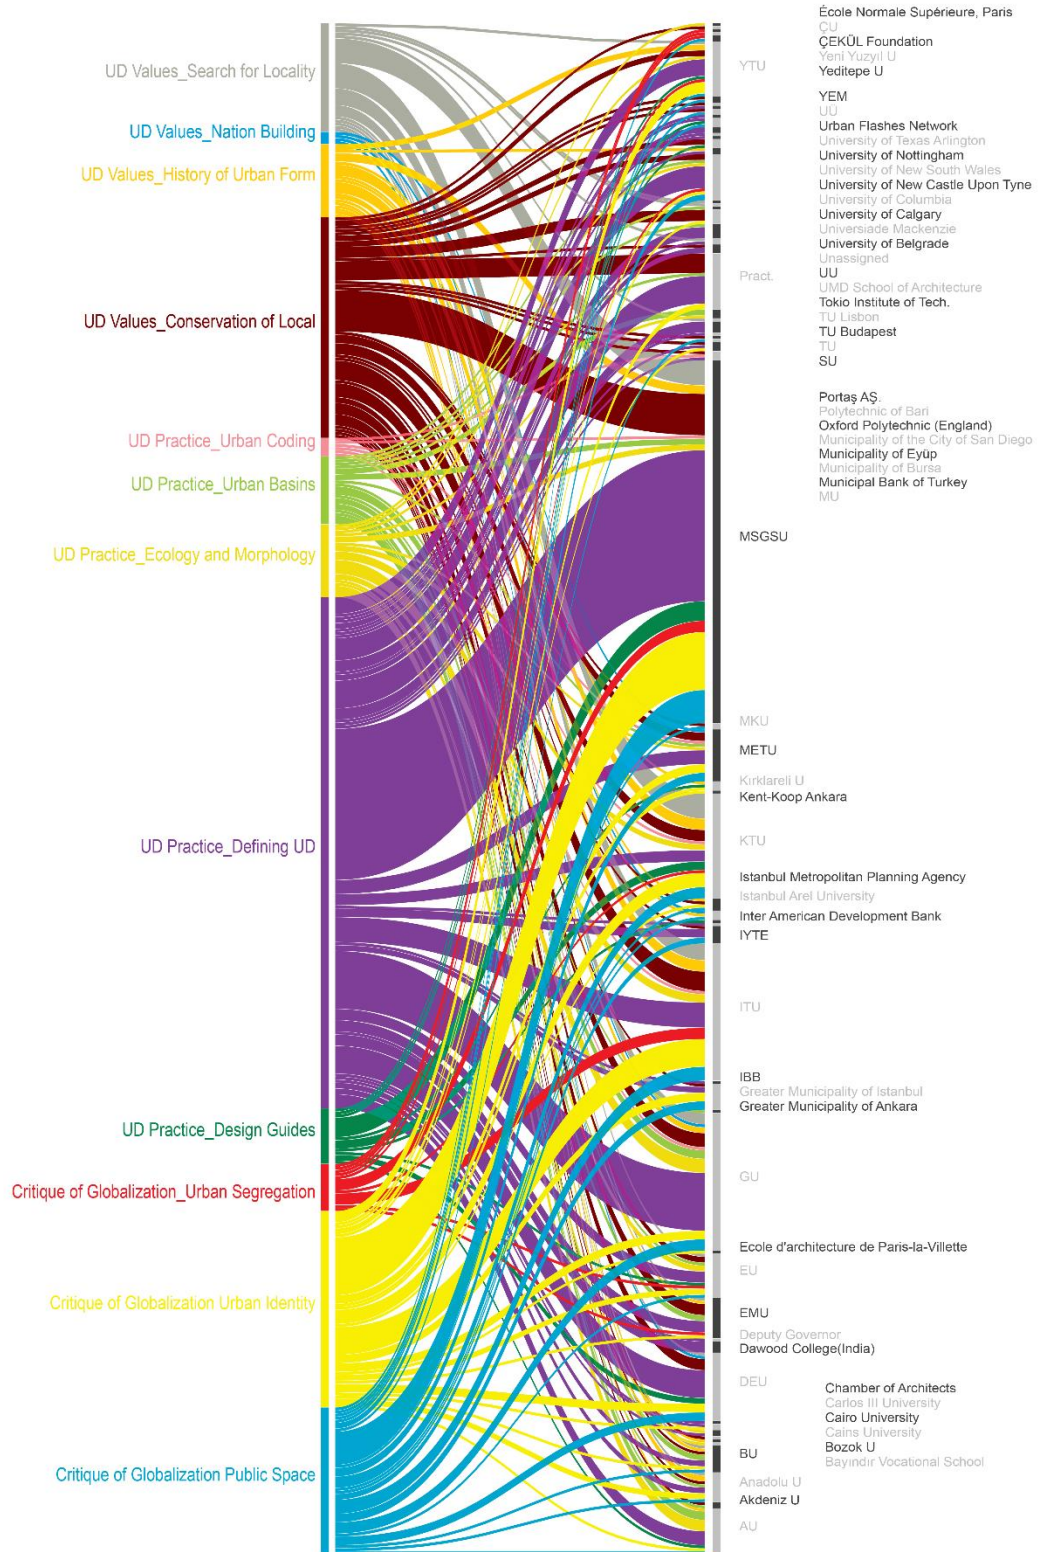 UD Values_Search for Locality
UD Values_Nation Building
UD Values_History of Urban Form
UD Values_Conservation of Local
UD Practice_Urban Coding
UD Practice_Urban Basins
UD Practice_Ecology and Morphology
UD Practice_Defining UD
UD Practice_Design Guides
Critique of Globalization_Urban Segregation
Critique of Globalization Urban Identity
Critique of Globalization Public Space
YTU
Pract.
MSGSU
MKU
METU
Kırklareli U
Kent-Koop Ankara
KTU
Istanbul Metropolitan Planning Agency
Istanbul Arel University
Inter American Development Bank
IYTE
ITU
IBB
Greater Municipality of Istanbul
Greater Municipality of Ankara
GU
Ecole d'architecture de Paris-la-Villette
EU
EMU
Deputy Governor
Dawood College(India)
DEU
BU
Anadolu U
Akdeniz U
AU
École Normale Supérieure, Paris
ÇU
ÇEKÜL Foundation
Yeni Yuzyıl U
Yeditepe U
YEM
UÜ
Urban Flashes Network
University of Texas Arlington
University of Nottingham
University of New South Wales
University of New Castle Upon Tyne
University of Columbia
University of Calgary
Universiade Mackenzie
University of Belgrade
Unassigned
UU
UMD School of Architecture
Tokio Institute of Tech.
TU Lisbon
TU Budapest
TU
SU
Portaş AŞ.
Polytechnic of Bari
Oxford Polytechnic (England)
Municipality of the City of San Diego
Municipality of Eyüp
Municipality of Bursa
Municipal Bank of Turkey
MU
Chamber of Architects
Carlos III University
Cairo University
Cains University
Bozok U
Bayındır Vocational School